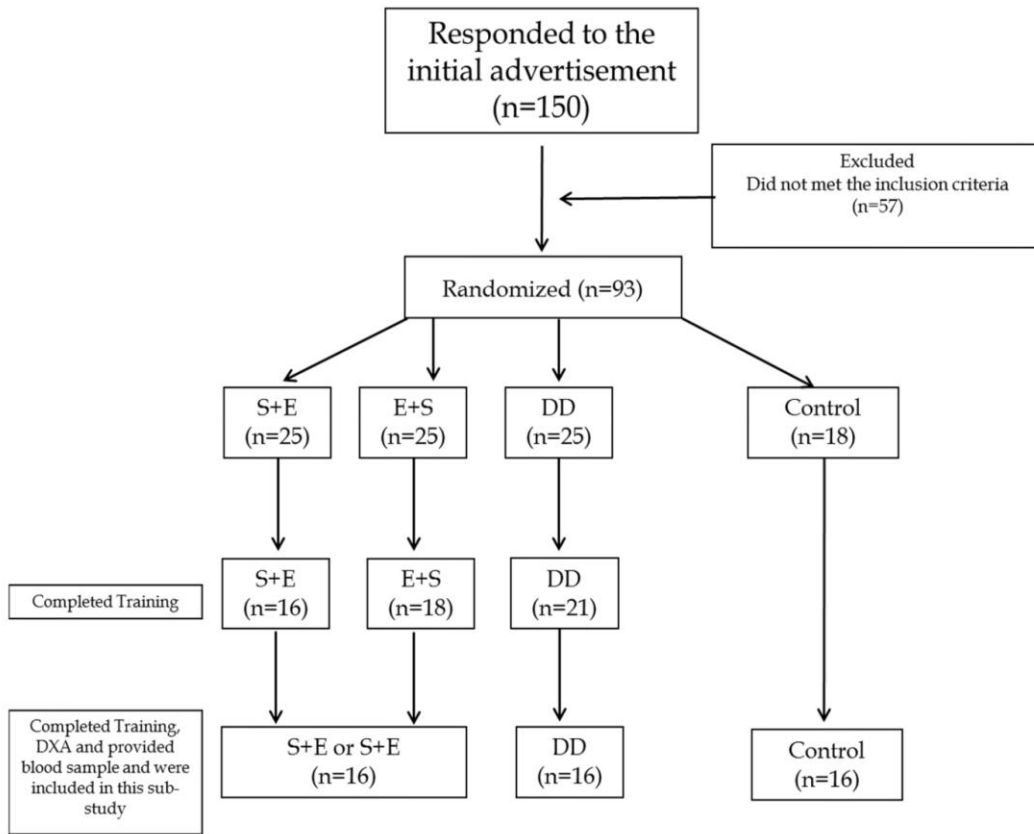 Responded to the
initial advertisement
(n=150)
Excluded
Did not met the inclusion criteria
(n=57)
Randomized (n=93)
S+E
(n=25)
E+S
(n=25)
DD
(n=25)
Control
(n=18)
Completed Training
S+E
(n=16)
E+S
(n=18)
DD
(n=21)
Completed Training,
DXA and provided
blood sample and were
included in this sub-
study
S+E or S+E
(n=16)
DD
(n=16)
Control
(n=16)